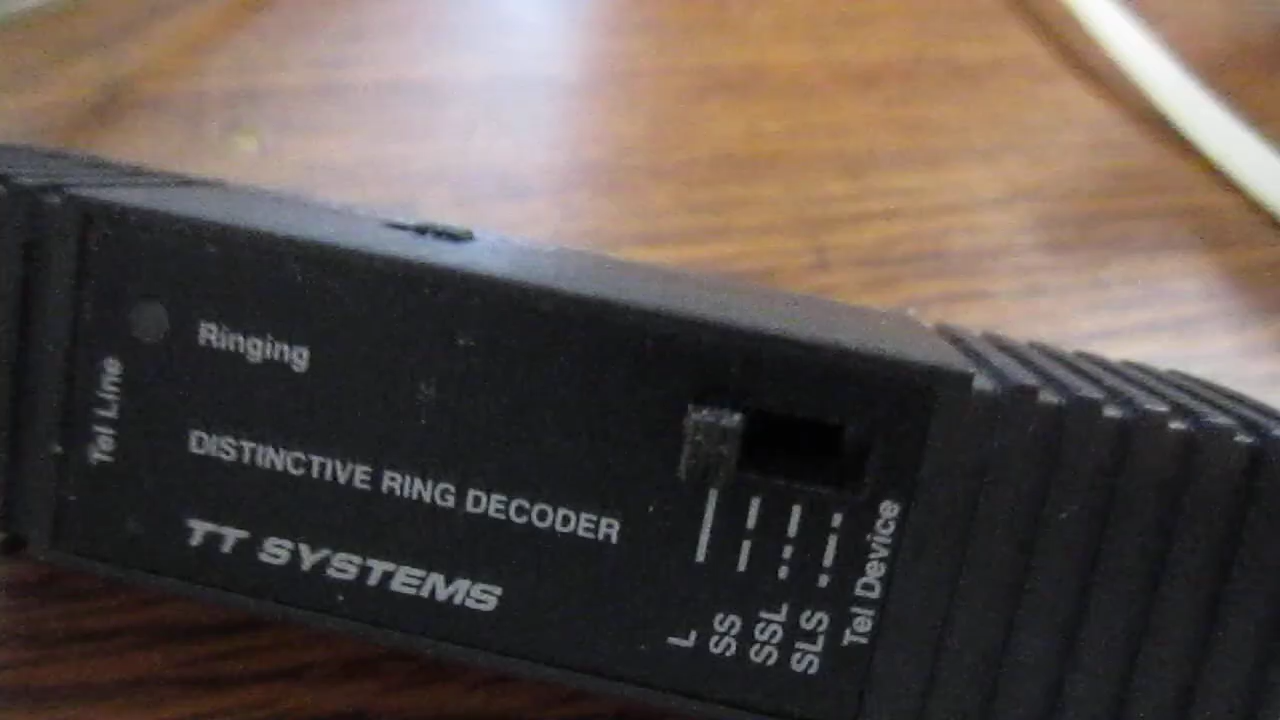 Ringing
Tel Line
DISTINCTIVE RING DECODER
TT SYSTEMS
L
SS
SSL
SLS
Tel Device